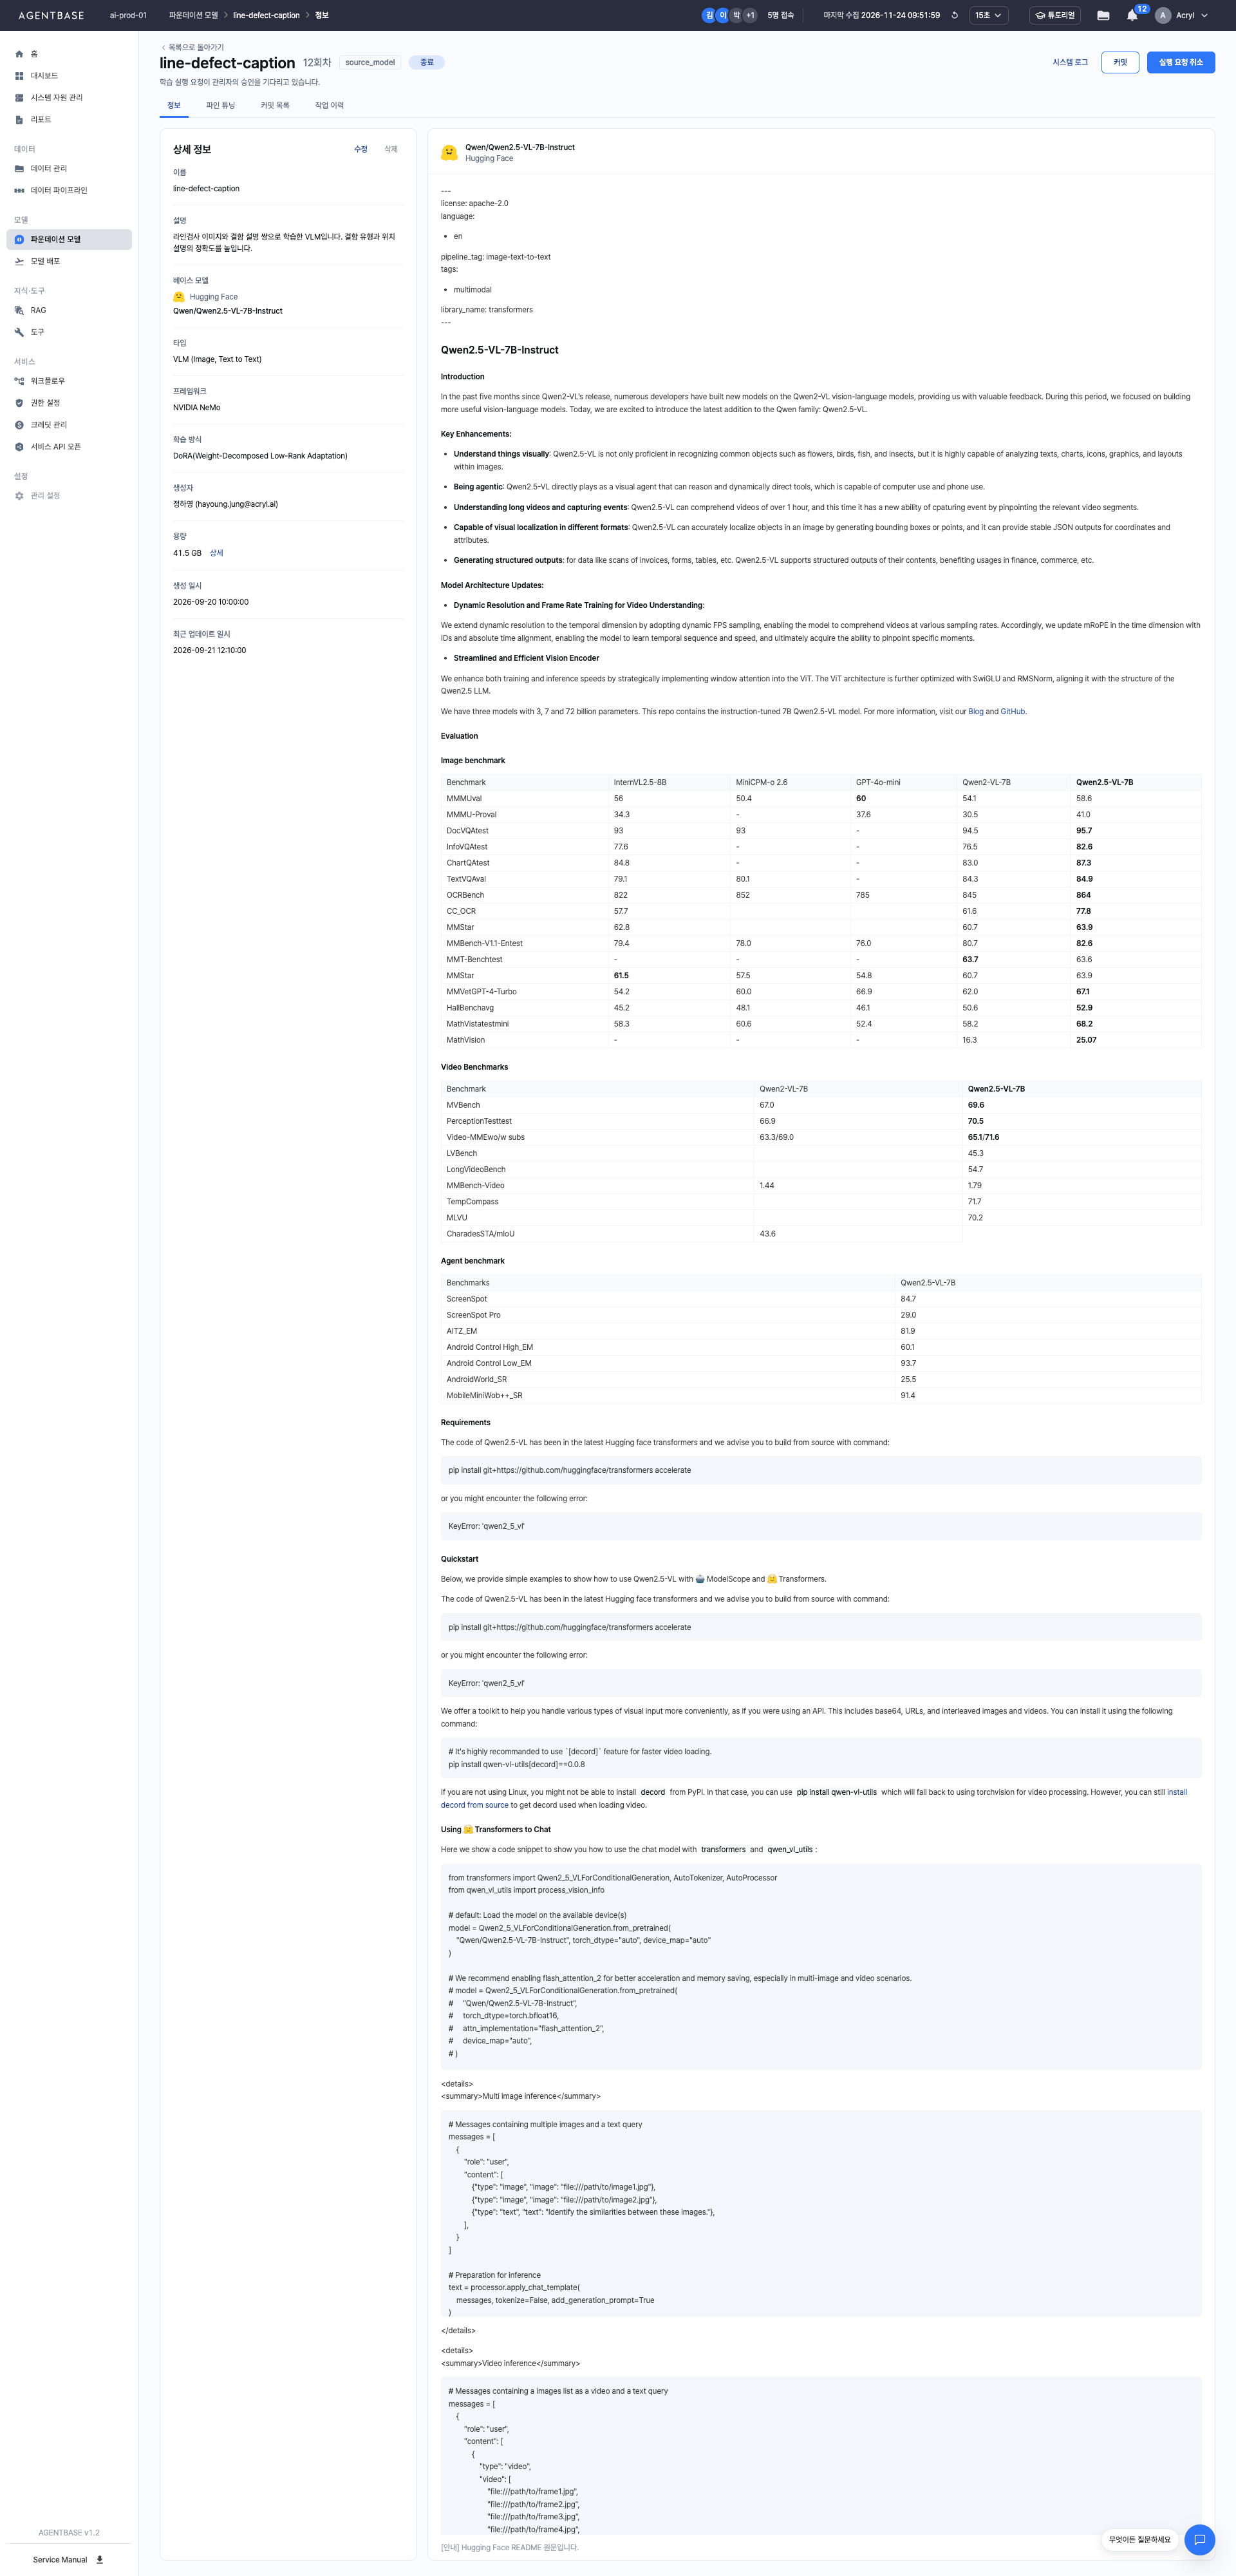 AGENTBASE
ai-prod-01
파운데이션 모델 > line-defect-caption > 정보
김 이 박 +1 5명 접속
마지막 수집 2026-11-24 09:51:59
15초
튜토리얼
12
A Acryl
홈
대시보드
시스템 자원 관리
리포트
데이터
데이터 관리
데이터 파이프라인
모델
파운데이션 모델
모델 배포
지식·도구
RAG
도구
서비스
워크플로우
권한 설정
크레딧 관리
서비스 API 오픈
설정
관리 설정
AGENTBASE v1.2
Service Manual
목록으로 돌아가기
line-defect-caption 12회차 source_model 종료
학습 실행 요청이 관리자의 승인을 기다리고 있습니다.
시스템 로그 커밋 실행 요청 취소
정보 파인 튜닝 커밋 목록 작업 이력
상세 정보 수정 삭제
이름
line-defect-caption
설명
라인검사 이미지와 결함 설명 쌍으로 학습한 VLM입니다. 결함 유형과 위치
설명의 정확도를 높입니다.
베이스 모델
Hugging Face
Qwen/Qwen2.5-VL-7B-Instruct
타입
VLM (Image, Text to Text)
프레임워크
NVIDIA NeMo
학습 방식
DoRA(Weight-Decomposed Low-Rank Adaptation)
생성자
정하영 (hayoung.jung@acryl.ai)
용량
41.5 GB 상세
생성 일시
2026-09-20 10:00:00
최근 업데이트 일시
2026-09-21 12:10:00
Qwen/Qwen2.5-VL-7B-Instruct
Hugging Face
---
license: apache-2.0
language:
• en
pipeline_tag: image-text-to-text
tags:
• multimodal
library_name: transformers
---
Qwen2.5-VL-7B-Instruct
Introduction
In the past five months since Qwen2-VL's release, numerous developers have built new models on the Qwen2-VL vision-language models, providing us with valuable feedback. During this period, we focused on building
more useful vision-language models. Today, we are excited to introduce the latest addition to the Qwen family: Qwen2.5-VL.
Key Enhancements:
• Understand things visually: Qwen2.5-VL is not only proficient in recognizing common objects such as flowers, birds, fish, and insects, but it is highly capable of analyzing texts, charts, icons, graphics, and layouts
within images.
• Being agentic: Qwen2.5-VL directly plays as a visual agent that can reason and dynamically direct tools, which is capable of computer use and phone use.
• Understanding long videos and capturing events: Qwen2.5-VL can comprehend videos of over 1 hour, and this time it has a new ability of cpaturing event by pinpointing the relevant video segments.
• Capable of visual localization in different formats: Qwen2.5-VL can accurately localize objects in an image by generating bounding boxes or points, and it can provide stable JSON outputs for coordinates and
attributes.
• Generating structured outputs: for data like scans of invoices, forms, tables, etc. Qwen2.5-VL supports structured outputs of their contents, benefiting usages in finance, commerce, etc.
Model Architecture Updates:
• Dynamic Resolution and Frame Rate Training for Video Understanding:
We extend dynamic resolution to the temporal dimension by adopting dynamic FPS sampling, enabling the model to comprehend videos at various sampling rates. Accordingly, we update mRoPE in the time dimension with
IDs and absolute time alignment, enabling the model to learn temporal sequence and speed, and ultimately acquire the ability to pinpoint specific moments.
• Streamlined and Efficient Vision Encoder
We enhance both training and inference speeds by strategically implementing window attention into the ViT. The ViT architecture is further optimized with SwiGLU and RMSNorm, aligning it with the structure of the
Qwen2.5 LLM.
We have three models with 3, 7 and 72 billion parameters. This repo contains the instruction-tuned 7B Qwen2.5-VL model. For more information, visit our Blog and GitHub.
Evaluation
Image benchmark
Benchmark InternVL2.5-8B MiniCPM-o 2.6 GPT-4o-mini Qwen2-VL-7B Qwen2.5-VL-7B
MMMUval 56 50.4 60 54.1 58.6
MMMU-Proval 34.3 - 37.6 30.5 41.0
DocVQAtest 93 93 - 94.5 95.7
InfoVQAtest 77.6 - - 76.5 82.6
ChartQAtest 84.8 - - 83.0 87.3
TextVQAval 79.1 80.1 - 84.3 84.9
OCRBench 822 852 785 845 864
CC_OCR 57.7 61.6 77.8
MMStar 62.8 60.7 63.9
MMBench-V1.1-Entest 79.4 78.0 76.0 80.7 82.6
MMT-Benchtest - - - 63.7 63.6
MMStar 61.5 57.5 54.8 60.7 63.9
MMVetGPT-4-Turbo 54.2 60.0 66.9 62.0 67.1
HallBenchavg 45.2 48.1 46.1 50.6 52.9
MathVistatestmini 58.3 60.6 52.4 58.2 68.2
MathVision - - - 16.3 25.07
Video Benchmarks
Benchmark Qwen2-VL-7B Qwen2.5-VL-7B
MVBench 67.0 69.6
PerceptionTesttest 66.9 70.5
Video-MMEwo/w subs 63.3/69.0 65.1/71.6
LVBench 45.3
LongVideoBench 54.7
MMBench-Video 1.44 1.79
TempCompass 71.7
MLVU 70.2
CharadesSTA/mIoU 43.6
Agent benchmark
Benchmarks Qwen2.5-VL-7B
ScreenSpot 84.7
ScreenSpot Pro 29.0
AITZ_EM 81.9
Android Control High_EM 60.1
Android Control Low_EM 93.7
AndroidWorld_SR 25.5
MobileMiniWob++_SR 91.4
Requirements
The code of Qwen2.5-VL has been in the latest Hugging face transformers and we advise you to build from source with command:
pip install git+https://github.com/huggingface/transformers accelerate
or you might encounter the following error:
KeyError: 'qwen2_5_vl'
Quickstart
Below, we provide simple examples to show how to use Qwen2.5-VL with 🤖 ModelScope and 🤗 Transformers.
The code of Qwen2.5-VL has been in the latest Hugging face transformers and we advise you to build from source with command:
pip install git+https://github.com/huggingface/transformers accelerate
or you might encounter the following error:
KeyError: 'qwen2_5_vl'
We offer a toolkit to help you handle various types of visual input more conveniently, as if you were using an API. This includes base64, URLs, and interleaved images and videos. You can install it using the following
command:
# It's highly recommanded to use `[decord]` feature for faster video loading.
pip install qwen-vl-utils[decord]==0.0.8
If you are not using Linux, you might not be able to install decord from PyPI. In that case, you can use pip install qwen-vl-utils which will fall back to using torchvision for video processing. However, you can still install
decord from source to get decord used when loading video.
Using 🤗 Transformers to Chat
Here we show a code snippet to show you how to use the chat model with transformers and qwen_vl_utils :
from transformers import Qwen2_5_VLForConditionalGeneration, AutoTokenizer, AutoProcessor
from qwen_vl_utils import process_vision_info
# default: Load the model on the available device(s)
model = Qwen2_5_VLForConditionalGeneration.from_pretrained(
"Qwen/Qwen2.5-VL-7B-Instruct", torch_dtype="auto", device_map="auto"
)
# We recommend enabling flash_attention_2 for better acceleration and memory saving, especially in multi-image and video scenarios.
# model = Qwen2_5_VLForConditionalGeneration.from_pretrained(
# "Qwen/Qwen2.5-VL-7B-Instruct",
# torch_dtype=torch.bfloat16,
# attn_implementation="flash_attention_2",
# device_map="auto",
# )
<details>
<summary>Multi image inference</summary>
# Messages containing multiple images and a text query
messages = [
{
"role": "user",
"content": [
{"type": "image", "image": "file:///path/to/image1.jpg"},
{"type": "image", "image": "file:///path/to/image2.jpg"},
{"type": "text", "text": "Identify the similarities between these images."},
],
}
]
# Preparation for inference
text = processor.apply_chat_template(
messages, tokenize=False, add_generation_prompt=True
)
</details>
<details>
<summary>Video inference</summary>
# Messages containing a images list as a video and a text query
messages = [
{
"role": "user",
"content": [
{
"type": "video",
"video": [
"file:///path/to/frame1.jpg",
"file:///path/to/frame2.jpg",
"file:///path/to/frame3.jpg",
"file:///path/to/frame4.jpg",
[안내] Hugging Face README 원문입니다.
무엇이든 질문하세요